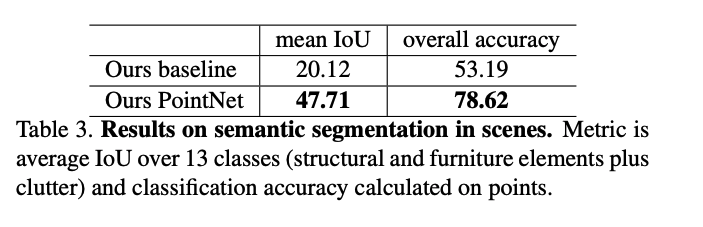 mean IoU overall accuracy
Ours baseline 20.12 53.19
Ours PointNet 47.71 78.62
Table 3. Results on semantic segmentation in scenes. Metric is
average IoU over 13 classes (structural and furniture elements plus
clutter) and classification accuracy calculated on points.